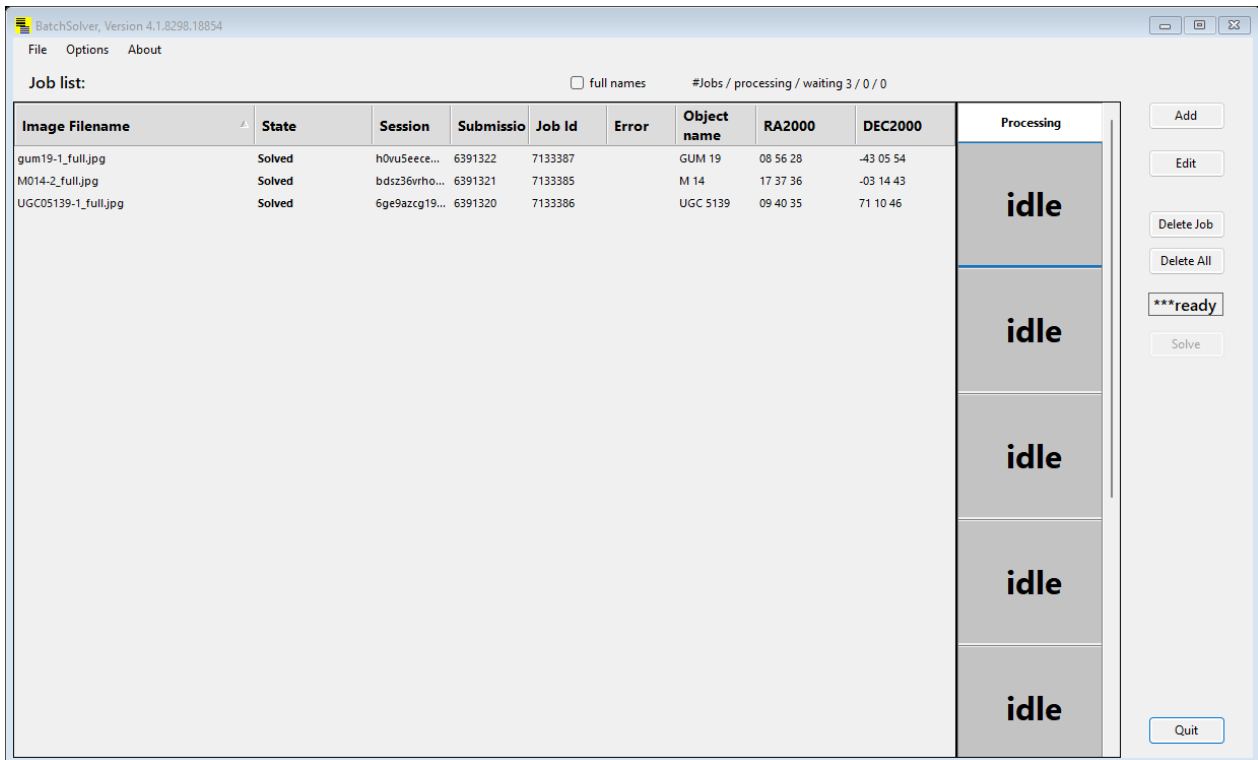 BatchSolver, Version 4.1.8298.18854
File Options About
Job list:
full names
#Jobs / processing / waiting 3 / 0 / 0
Image Filename State Session Submissio Job Id Error Object name RA2000 DEC2000
gum19-1_full.jpg Solved h0vu5eece... 6391322 7133387 GUM 19 08 56 28 -43 05 54
M014-2_full.jpg Solved bdsz36vrho... 6391321 7133385 M 14 17 37 36 -03 14 43
UGC05139-1_full.jpg Solved 6ge9azcg19... 6391320 7133386 UGC 5139 09 40 35 71 10 46
Processing
idle
idle
idle
idle
idle
Add
Edit
Delete Job
Delete All
***ready
Solve
Quit